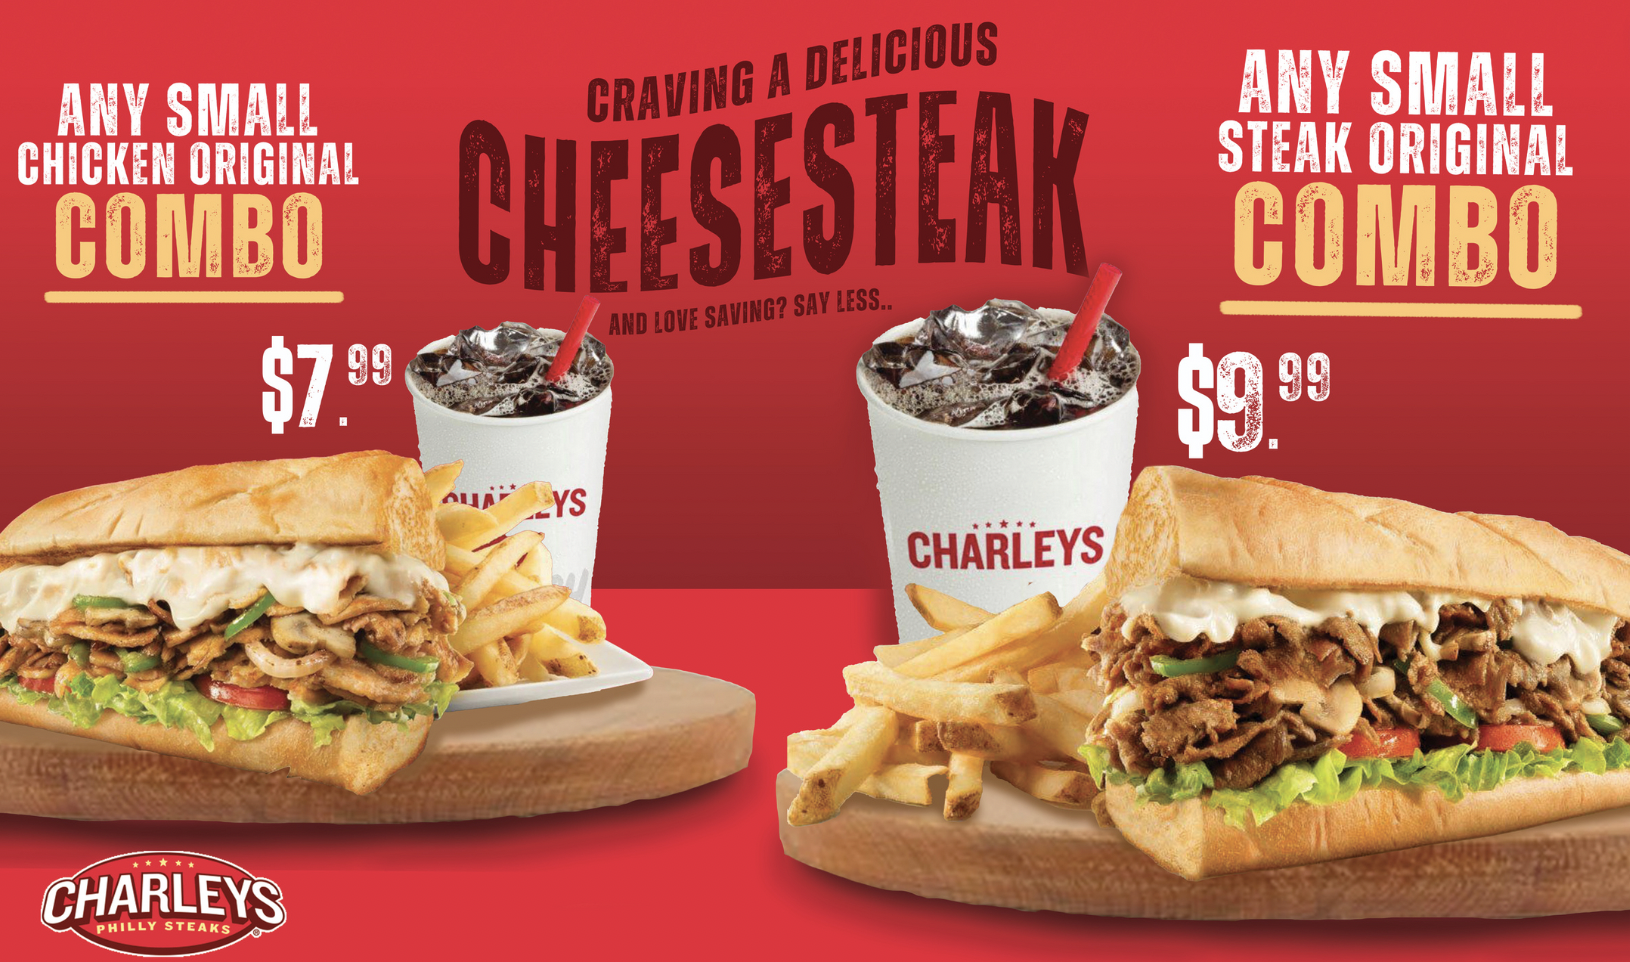 ANY SMALL
CHICKEN ORIGINAL
COMBO
$7.99
CRAVING A DELICIOUS
CHEESESTEAK
AND LOVE SAVING? SAY LESS..
ANY SMALL
STEAK ORIGINAL
COMBO
$9.99
CHARLEYS
CHARLEYS
CHARLEYS
PHILLY STEAKS
®